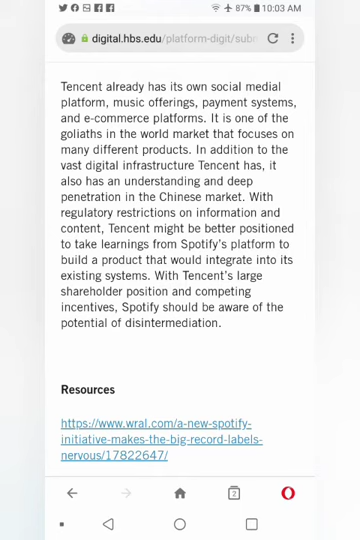 87% 10:03 AM
digital.hbs.edu/platform-digit/subm
Tencent already has its own social medial
platform, music offerings, payment systems,
and e-commerce platforms. It is one of the
goliaths in the world market that focuses on
many different products. In addition to the
vast digital infrastructure Tencent has, it
also has an understanding and deep
penetration in the Chinese market. With
regulatory restrictions on information and
content, Tencent might be better positioned
to take learnings from Spotify's platform to
build a product that would integrate into its
existing systems. With Tencent's large
shareholder position and competing
incentives, Spotify should be aware of the
potential of disintermediation.
Resources
https://www.wral.com/a-new-spotify-
initiative-makes-the-big-record-labels-
nervous/17822647/
2